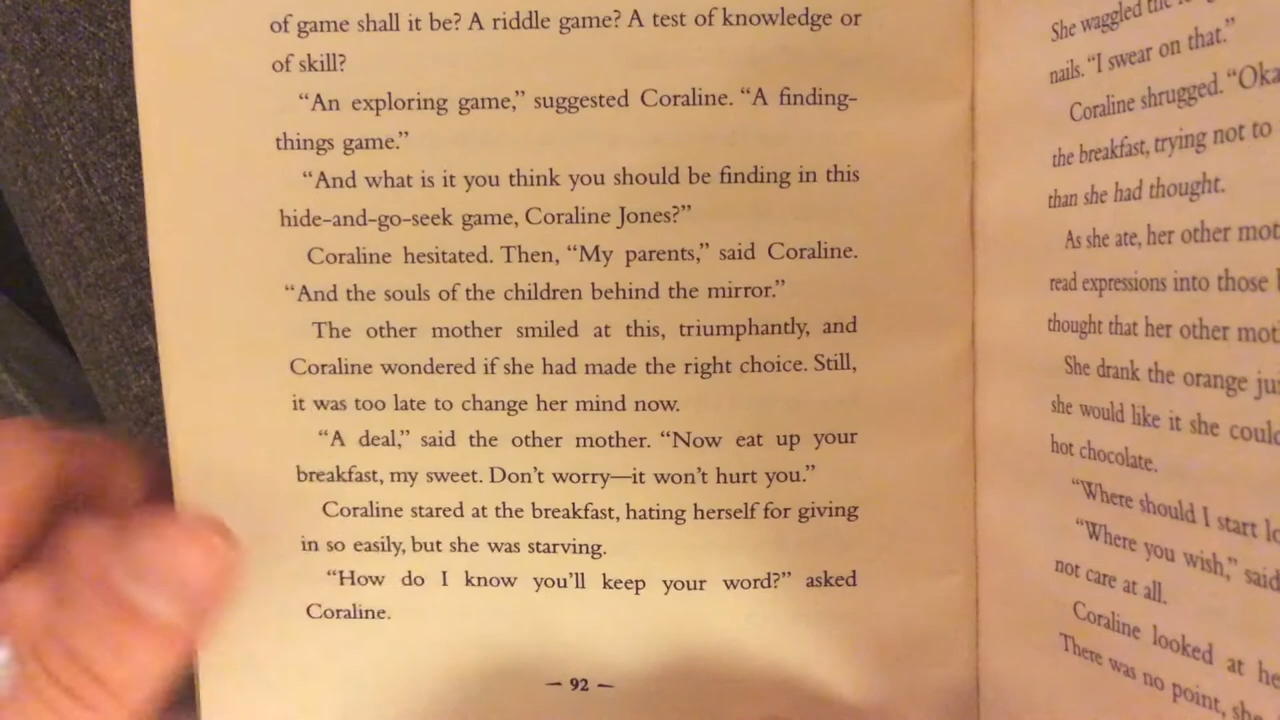 of game shall it be? A riddle game? A test of knowledge or
of skill?
“An exploring game,” suggested Coraline. “A finding-
things game.”
“And what is it you think you should be finding in this
hide-and-go-seek game, Coraline Jones?”
Coraline hesitated. Then, “My parents,” said Coraline.
“And the souls of the children behind the mirror.”
The other mother smiled at this, triumphantly, and
Coraline wondered if she had made the right choice. Still,
it was too late to change her mind now.
“A deal,” said the other mother. “Now eat up your
breakfast, my sweet. Don’t worry—it won’t hurt you.”
Coraline stared at the breakfast, hating herself for giving
in so easily, but she was starving.
“How do I know you’ll keep your word?” asked
Coraline.
— 92 —
She waggled
nails. “I swear on that.”
Coraline shrugged.
the breakfast, trying not to
than she had thought.
As she ate, her other
read expressions into those
thought that her other
She drank the orange
she would like it she
hot chocolate.
“Where should I start
“Where you wish,” said
not care at all.
Coraline looked at
There was no point,